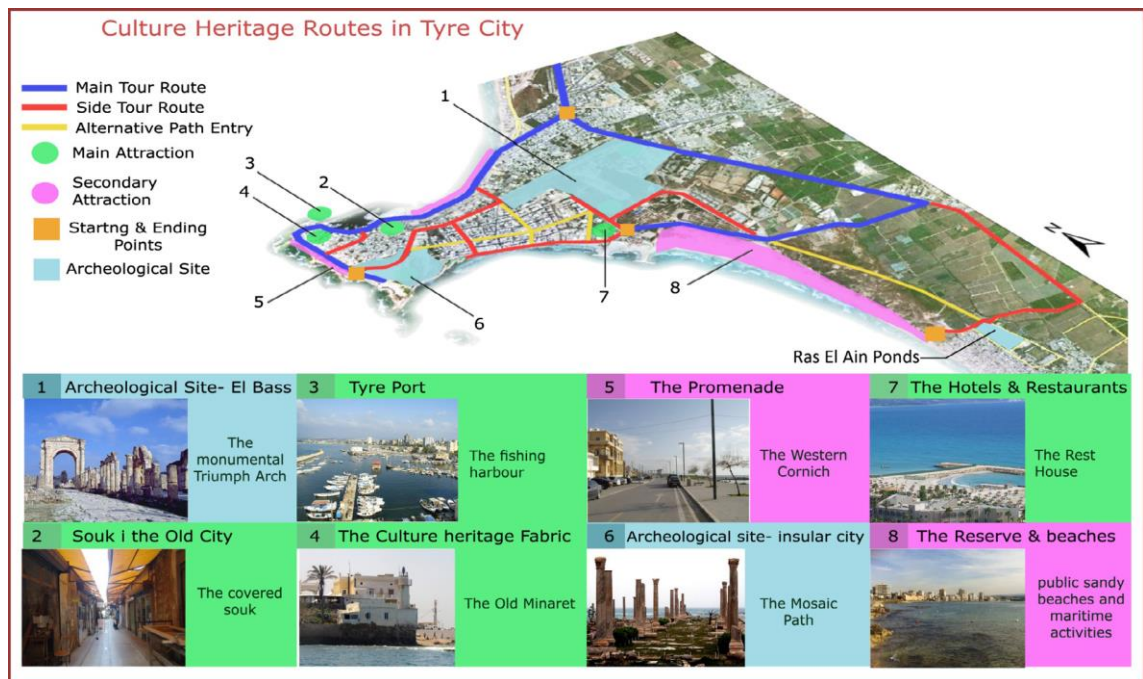 Culture Heritage Routes in Tyre City
Main Tour Route
Side Tour Route
Alternative Path Entry
Main Attraction
Secondary
Attraction
Startng & Ending
Points
Archeological Site
1
2
3
4
5
6
7
8
N
Ras El Ain Ponds
1 Archeological Site- El Bass
The
monumental
Triumph Arch
3 Tyre Port
The fishing
harbour
5 The Promenade
The Western
Cornich
7 The Hotels & Restaurants
The Rest
House
2 Souk i the Old City
The covered
souk
4 The Culture heritage Fabric
The Old Minaret
6 Archeological site- insular city
The Mosaic
Path
8 The Reserve & beaches
public sandy
beaches and
maritime
activities